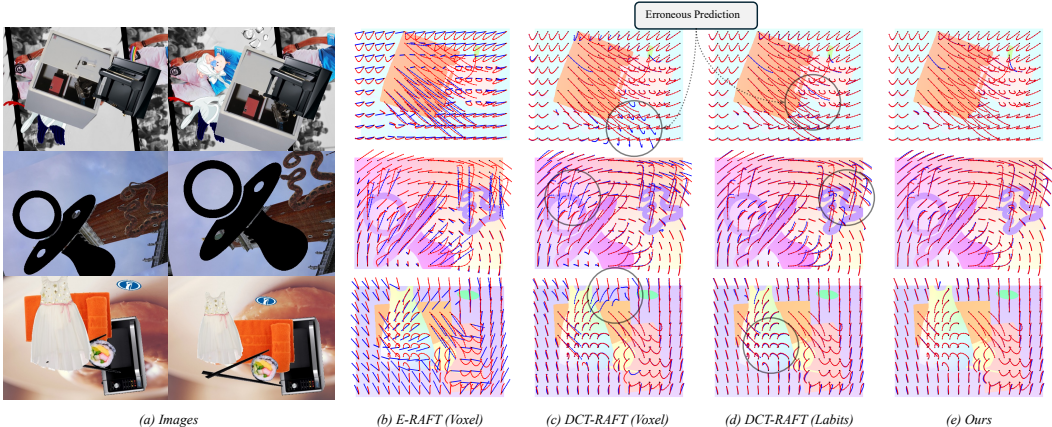 Erroneous Prediction
(a) Images
(b) E-RAFT (Voxel)
(c) DCT-RAFT (Voxel)
(d) DCT-RAFT (Labits)
(e) Ours